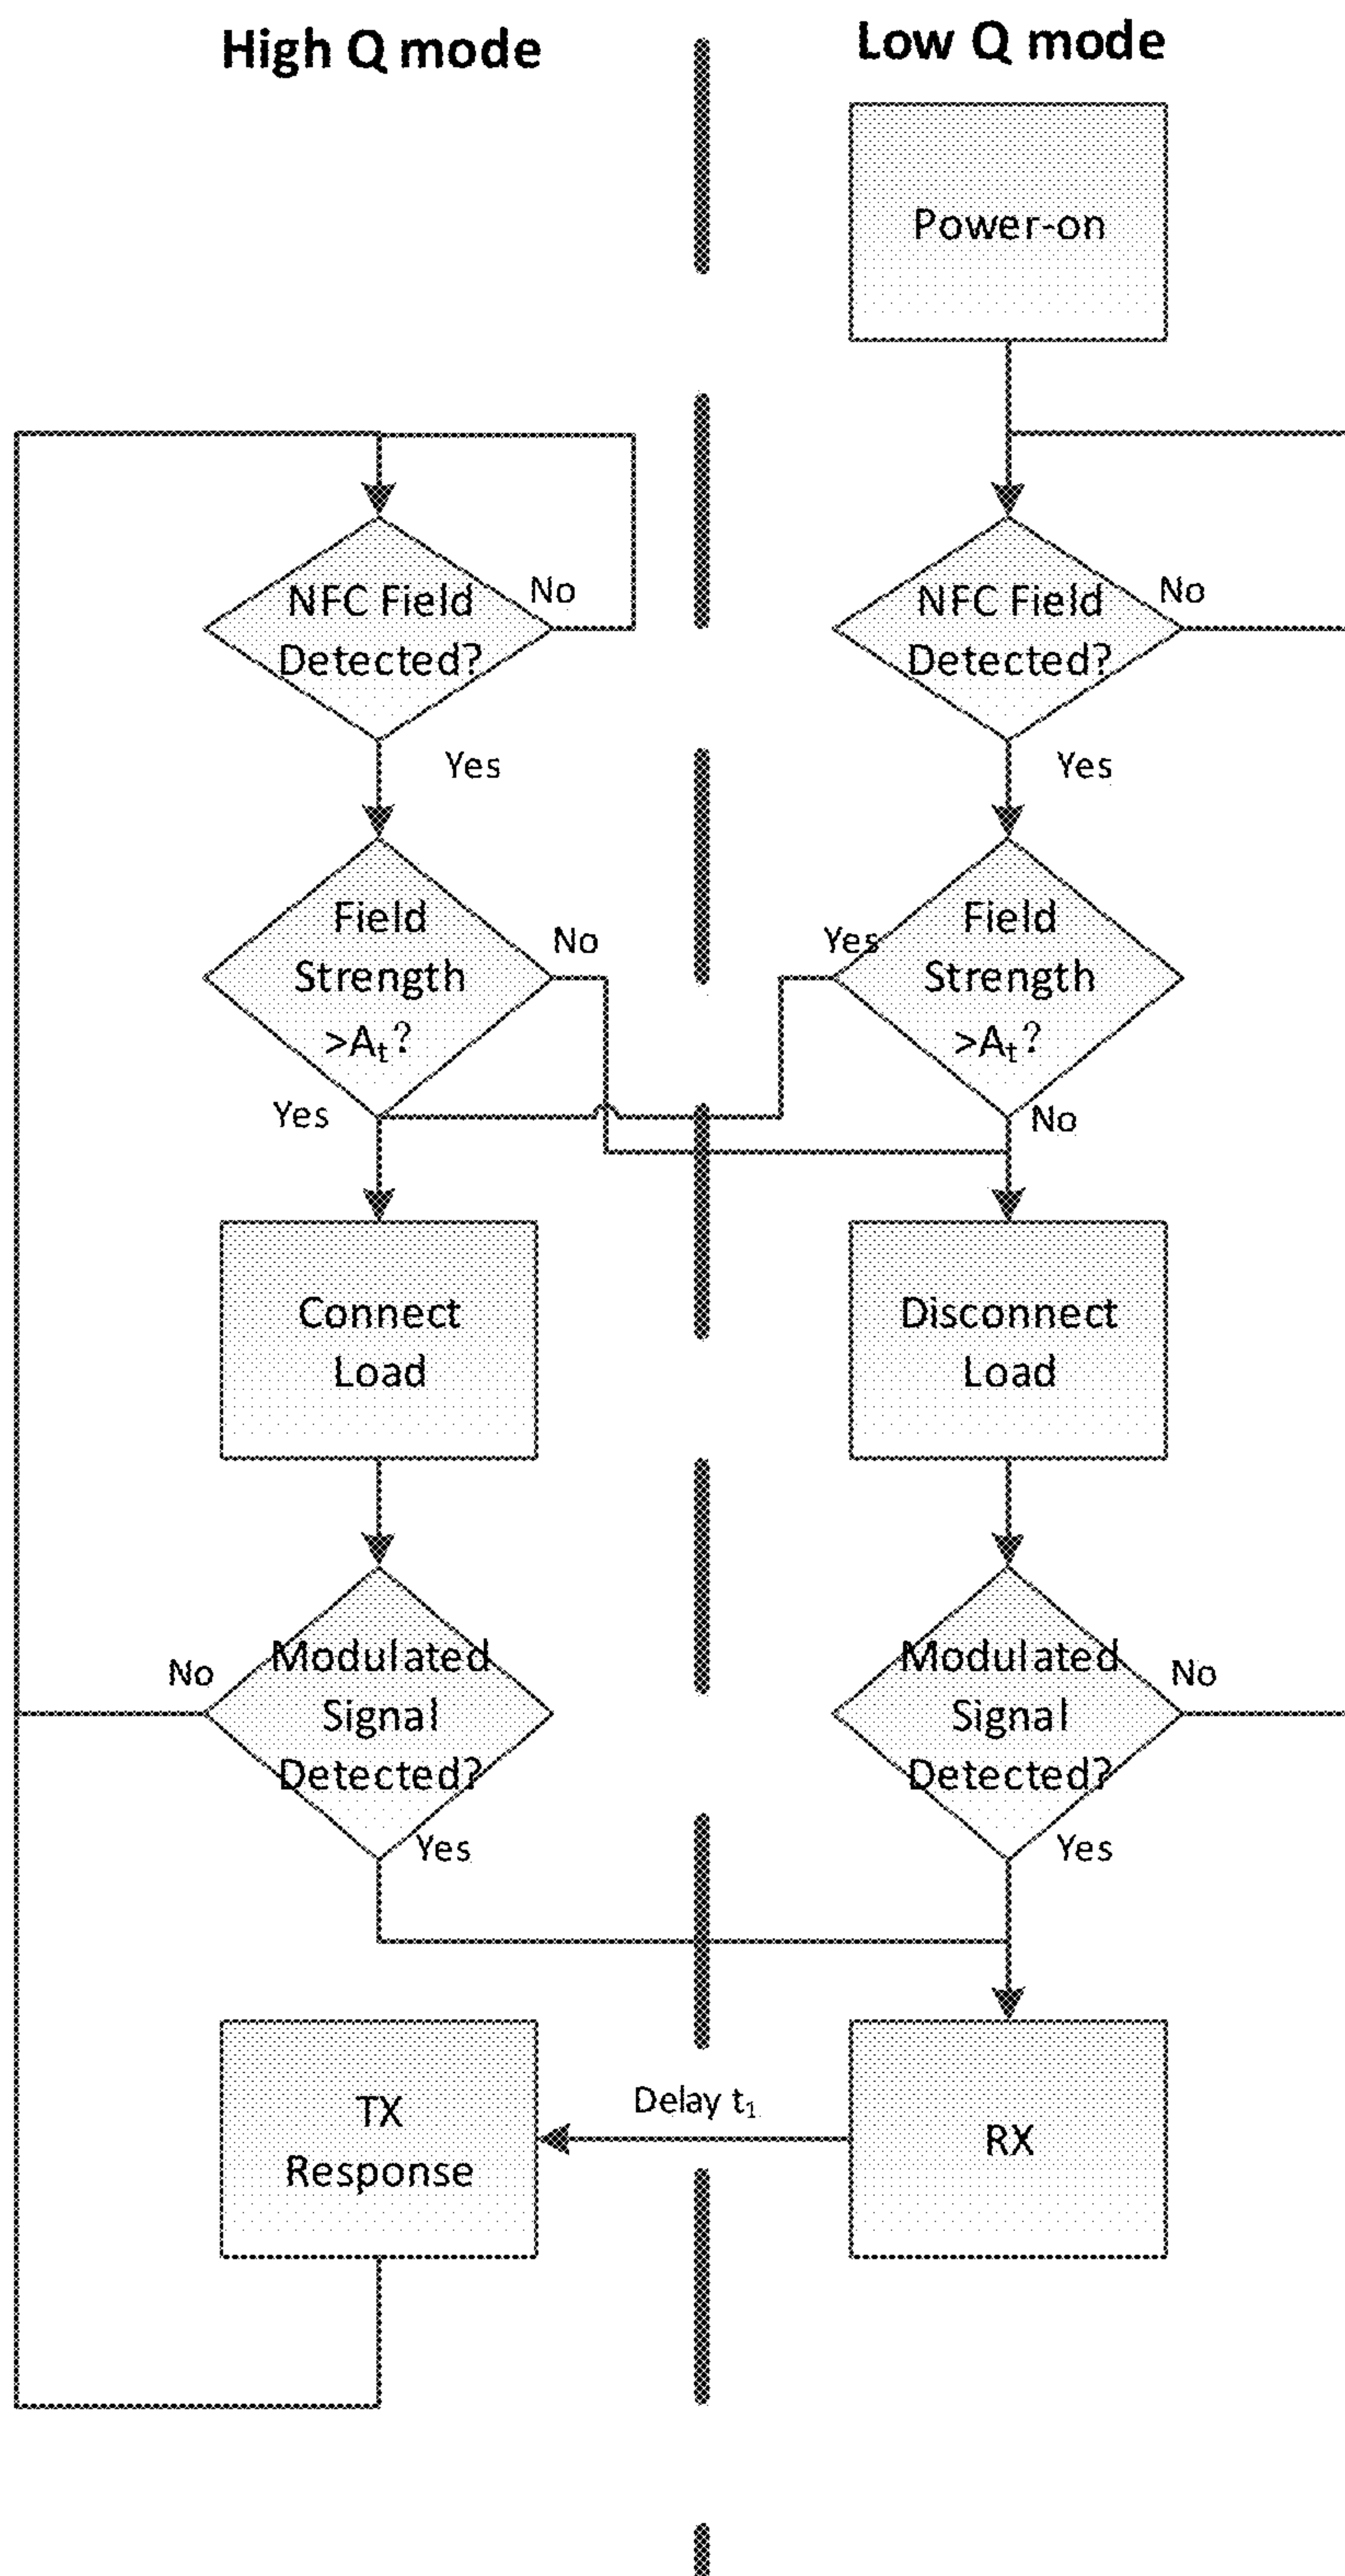 High Q mode
Low Q mode
Power-on
NFC Field
Detected?
No
Yes
NFC Field
Detected?
No
Yes
Field
Strength
>At?
No
Yes
Field
Strength
>At?
Yes
No
Connect
Load
Disconnect
Load
Modulated
Signal
Detected?
No
Yes
Modulated
Signal
Detected?
No
Yes
TX
Response
Delay t1
RX